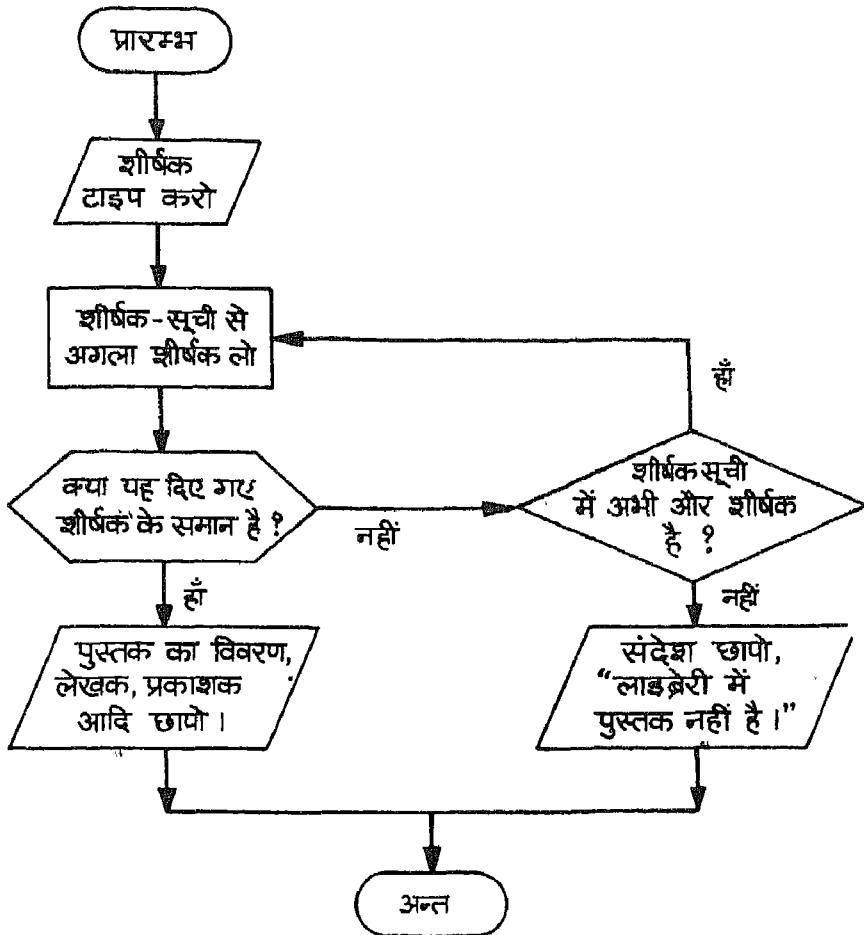 प्रारम्भ
शीर्षक
टाइप करो
शीर्षक-सूची से
अगला शीर्षक लो
हाँ
क्या यह दिए गए
शीर्षक के समान है?
नहीं
शीर्षक सूची
में अभी और शीर्षक
है ?
हाँ
नहीं
पुस्तक का विवरण,
लेखक, प्रकाशक
आदि छापो।
संदेश छापो,
“लाइब्रेरी में
पुस्तक नहीं है।”
अन्त